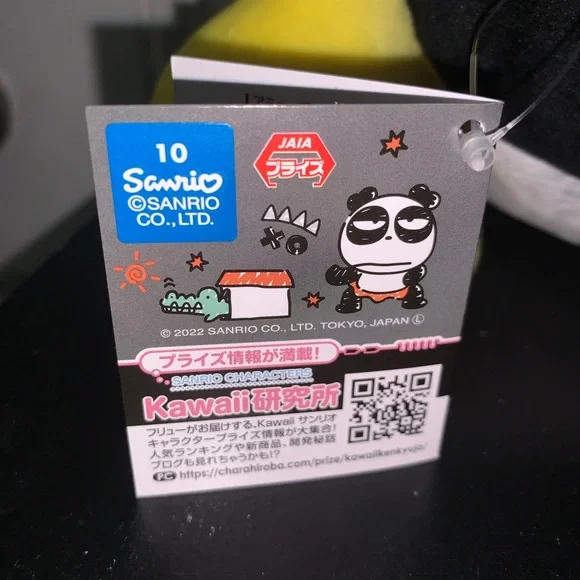 10
Sanrio
©SANRIO
CO.,LTD.
JAIA
プライズ
© 2022 SANRIO CO., LTD. TOKYO, JAPAN Ⓛ
プライズ情報が満載!
SANRIO CHARACTERS
Kawaii研究所
フリューがお届けする、Kawaii サンリオ
キャラクタープライズ情報が大集合!
人気ランキングや新商品、開発秘話
ブログも見れちゃうかも!?
PC https://charahiroba.com/prize/kawaiikenkyujo/